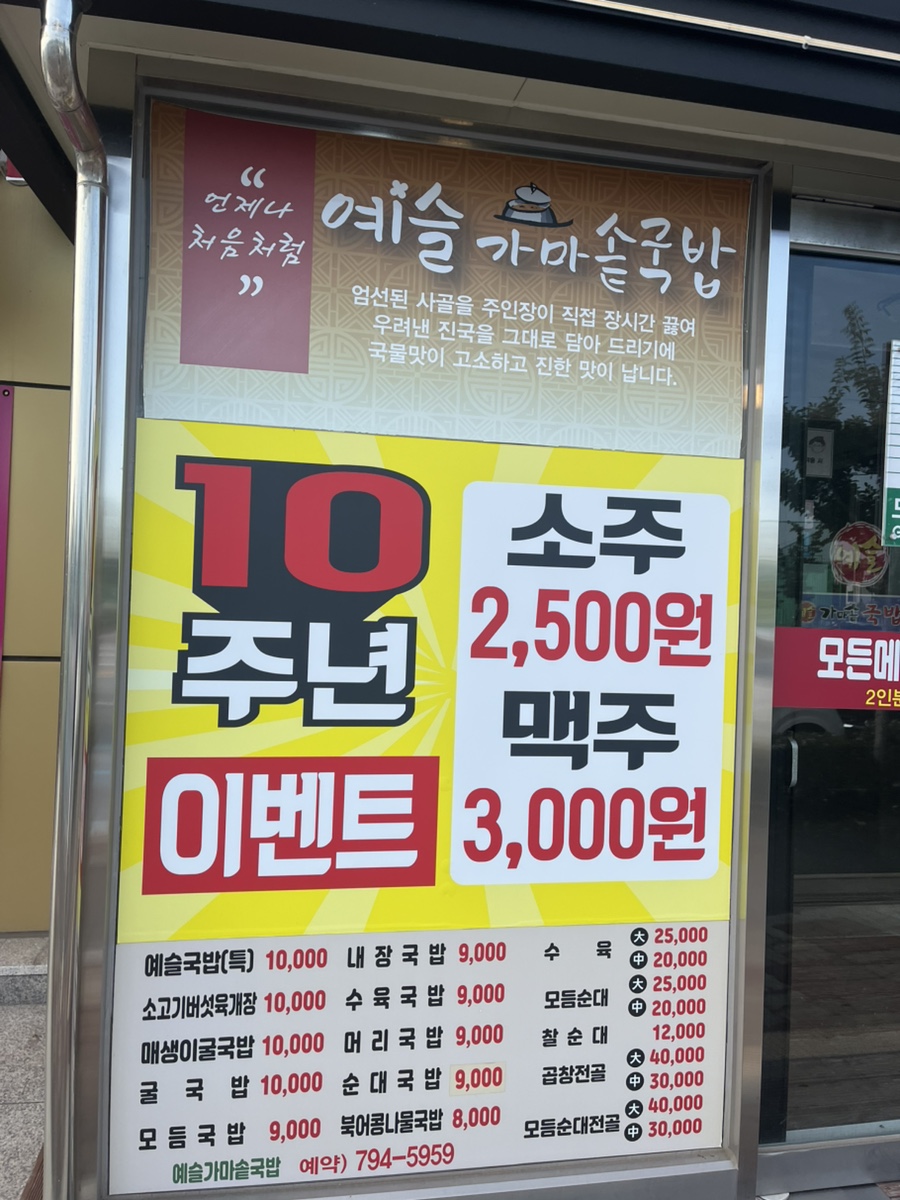 “
언제나
처음처럼
”
예슬 가마솥국밥
엄선된 사골을 주인장이 직접 장시간 끓여
우려낸 진국을 그대로 담아 드리기에
국물맛이 고소하고 진한 맛이 납니다.
10
주년
이벤트
소주
2,500원
맥주
3,000원
예슬국밥(특) 10,000
소고기버섯육개장 10,000
매생이굴국밥 10,000
굴국밥 10,000
모듬국밥 9,000
내장국밥 9,000
수육국밥 9,000
머리국밥 9,000
순대국밥 9,000
북어콩나물국밥 8,000
수육 大 25,000
中 20,000
모듬순대 大 25,000
中 20,000
찰순대 12,000
곱창전골 大 40,000
中 30,000
모듬순대전골 大 40,000
中 30,000
예슬가마솥국밥 예약) 794-5959
예슬
가마솥국밥
모든메
2인분